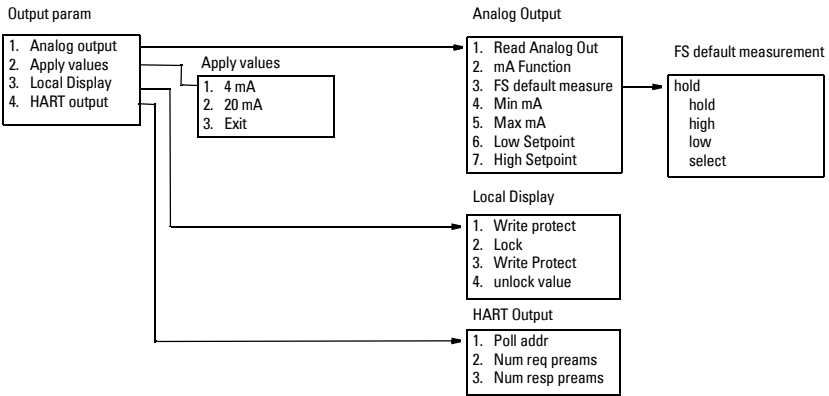 Output param
1. Analog output
2. Apply values
3. Local Display
4. HART output
Apply values
1. 4 mA
2. 20 mA
3. Exit
Analog Output
1. Read Analog Out
2. mA Function
3. FS default measure
4. Min mA
5. Max mA
6. Low Setpoint
7. High Setpoint
FS default measurement
hold
hold
high
low
select
Local Display
1. Write protect
2. Lock
3. Write Protect
4. unlock value
HART Output
1. Poll addr
2. Num req preams
3. Num resp preams